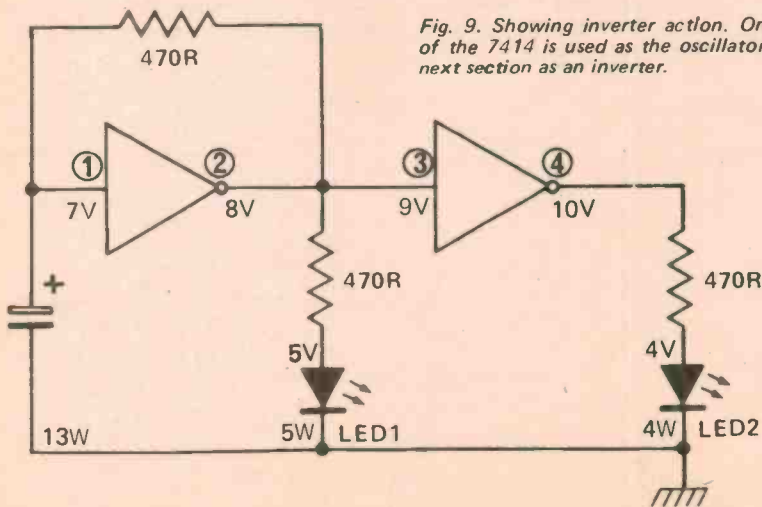 Fig. 9. Showing inverter action. On
of the 7414 is used as the oscillator
next section as an inverter.
470R
① ② ③ ④
7V 8V 9V 10V
+
470R 470R
5V 4V
13W 5W LED1 4W LED2